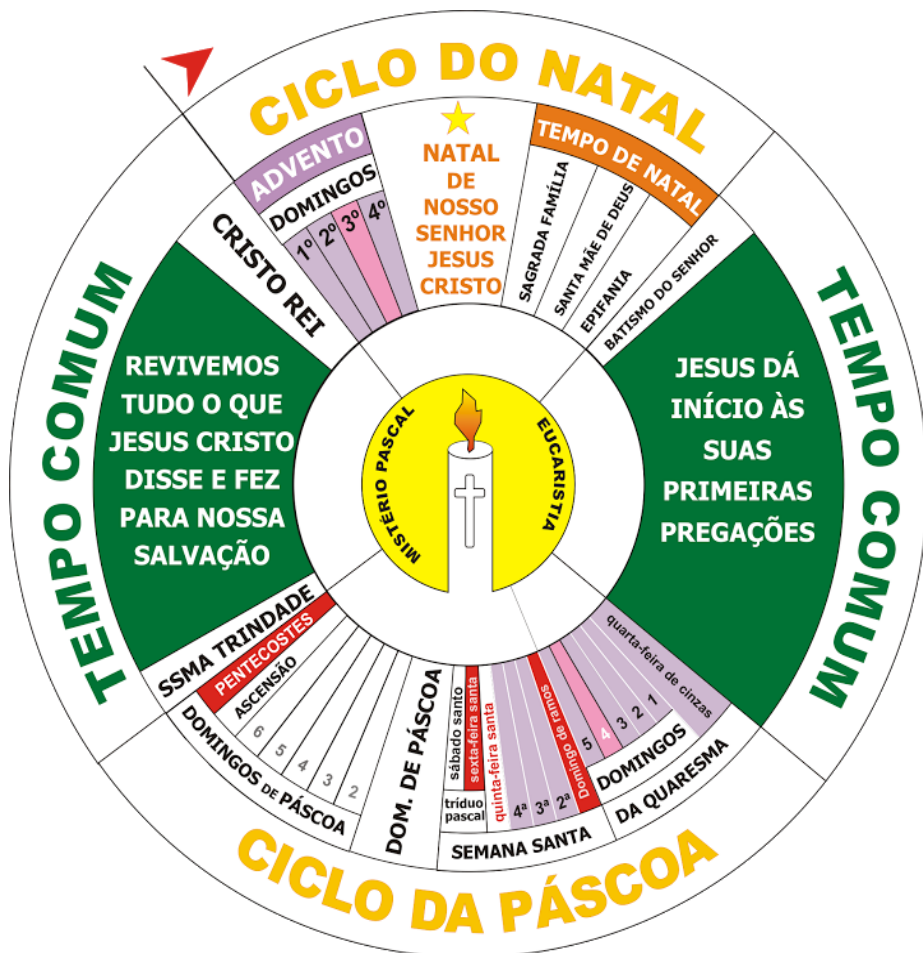 CICLO DO NATAL
ADVENTO
DOMINGOS
1º
2º
3º
4º
NATAL
DE
NOSSO
SENHOR
JESUS
CRISTO
TEMPO DE NATAL
SAGRADA FAMÍLIA
SANTA MÃE DE DEUS
EPIFANIA
BATISMO DO SENHOR
TEMPO COMUM
JESUS DÁ
INÍCIO ÀS
SUAS
PRIMEIRAS
PREGAÇÕES
quarta-feira de cinzas
1
2
3
4
5
DOMINGOS
DA QUARESMA
Domingo de ramos
2ª
3ª
4ª
quinta-feira santa
sexta-feira santa
sábado santo
tríduo
pascal
SEMANA SANTA
CICLO DA PÁSCOA
DOM. DE PÁSCOA
2
3
4
5
6
DOMINGOS DE PÁSCOA
ASCENSÃO
PENTECOSTES
SSMA TRINDADE
TEMPO COMUM
REVIVEMOS
TUDO O QUE
JESUS CRISTO
DISSE E FEZ
PARA NOSSA
SALVAÇÃO
CRISTO REI
MISTÉRIO PASCAL
EUCARISTIA